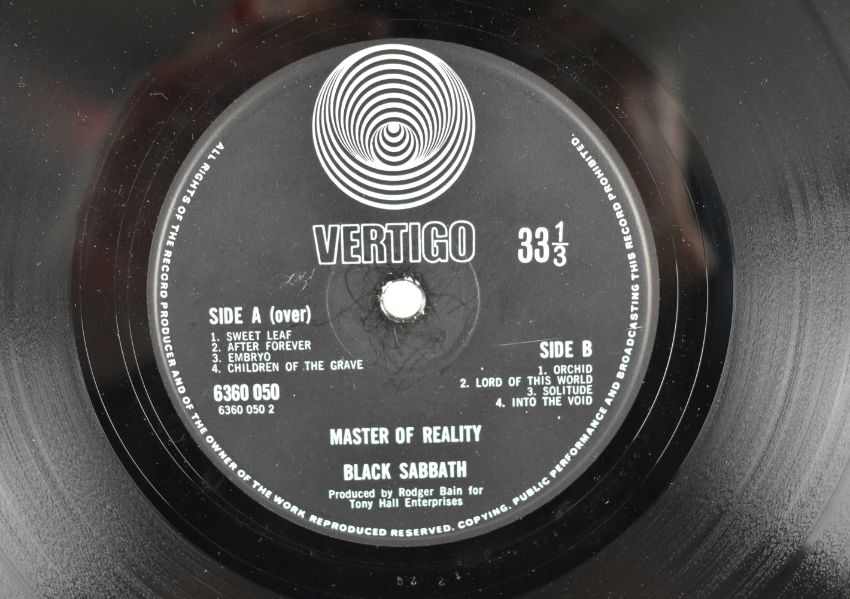 VERTIGO
33 1/3
SIDE A (over)
1. SWEET LEAF
2. AFTER FOREVER
3. EMBRYO
4. CHILDREN OF THE GRAVE
6360 050
6360 050 2
SIDE B
1. ORCHID
2. LORD OF THIS WORLD
3. SOLITUDE
4. INTO THE VOID
MASTER OF REALITY
BLACK SABBATH
Produced by Rodger Bain for
Tony Hall Enterprises
ALL RIGHTS OF THE RECORD PRODUCER AND OF THE OWNER OF THE WORK REPRODUCED RESERVED. COPYING, PUBLIC PERFORMANCE AND BROADCASTING THIS RECORD PROHIBITED.